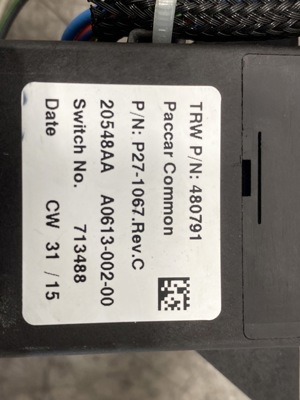 TRW P/N: 480791
Paccar Common
P/N: P27-1067.Rev.C
20548AA A0613-002-00
Switch No. 713488
Date CW 31 / 15